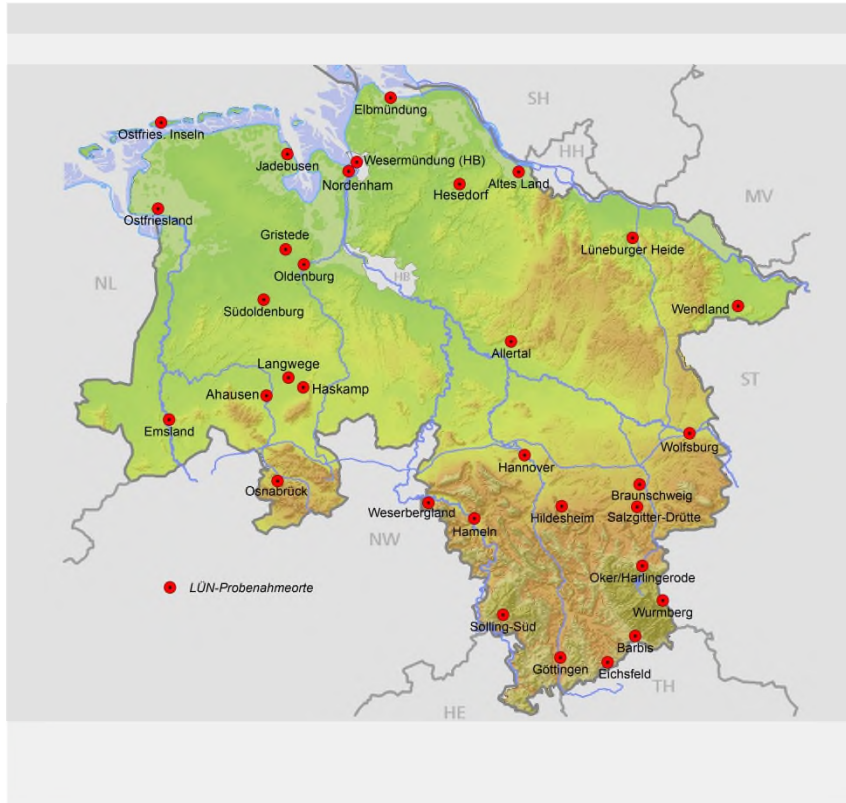 SH
Elbmündung
Ostfries. Inseln
HH
Jadebusen
Wesermündung (HB)
Nordenham
Altes Land
Hesedorf
MV
Ostfriesland
Gristede
Lüneburger Heide
Oldenburg
NL
HB
Südoldenburg
Wendland
Allertal
Langwege
ST
Haskamp
Ahausen
Emsland
Wolfsburg
Hannover
Osnabrück
Braunschweig
Weserbergland
Hildesheim
Salzgitter-Drütte
Hameln
NW
Oker/Harlingerode
LÜN-Probenahmeorte
Wurmberg
Solling-Süd
Barbis
Göttingen
Eichsfeld
TH
HE